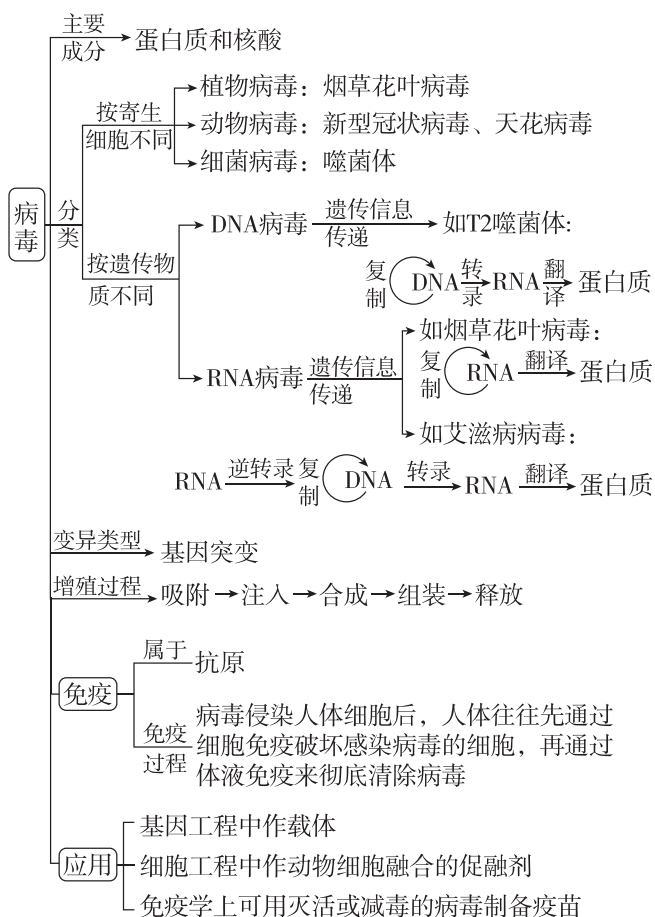 主要
成分
蛋白质和核酸
按寄生
细胞不同
植物病毒：烟草花叶病毒
动物病毒：新型冠状病毒、天花病毒
细菌病毒：噬菌体
病
毒
分
类
按遗传物
质不同
DNA病毒
遗传信息
传递
如T2噬菌体:
复
制
DNA
转
录
RNA
翻
译
蛋白质
RNA病毒
遗传信息
传递
如烟草花叶病毒：
复
制
RNA
翻译
蛋白质
如艾滋病病毒：
RNA
逆转录
复
制
DNA
转录
RNA
翻译
蛋白质
变异类型
基因突变
增殖过程
吸附
注入
合成
组装
释放
免疫
属于
抗原
免疫
过程
病毒侵染人体细胞后，人体往往先通过
细胞免疫破坏感染病毒的细胞，再通过
体液免疫来彻底清除病毒
应用
基因工程中作载体
细胞工程中作动物细胞融合的促融剂
免疫学上可用灭活或减毒的病毒制备疫苗